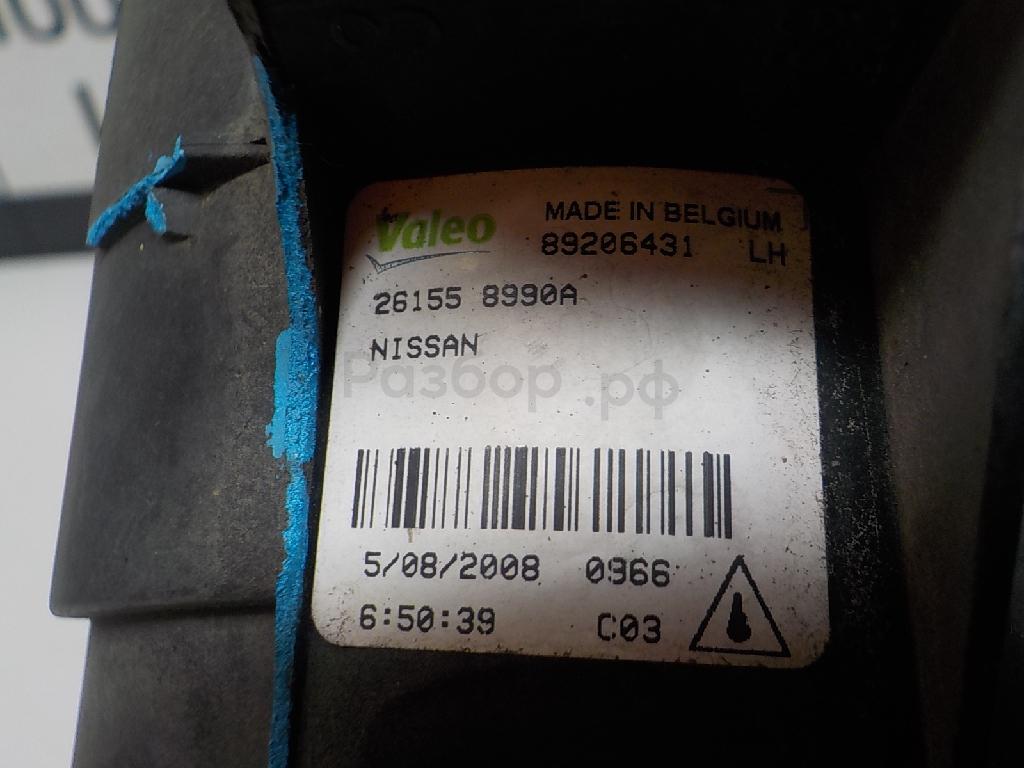 Valeo
MADE IN BELGIUM
89206431 LH
26155 8990A
NISSAN
Разбор.рф
5/08/2008 0966
6:50:39 C03